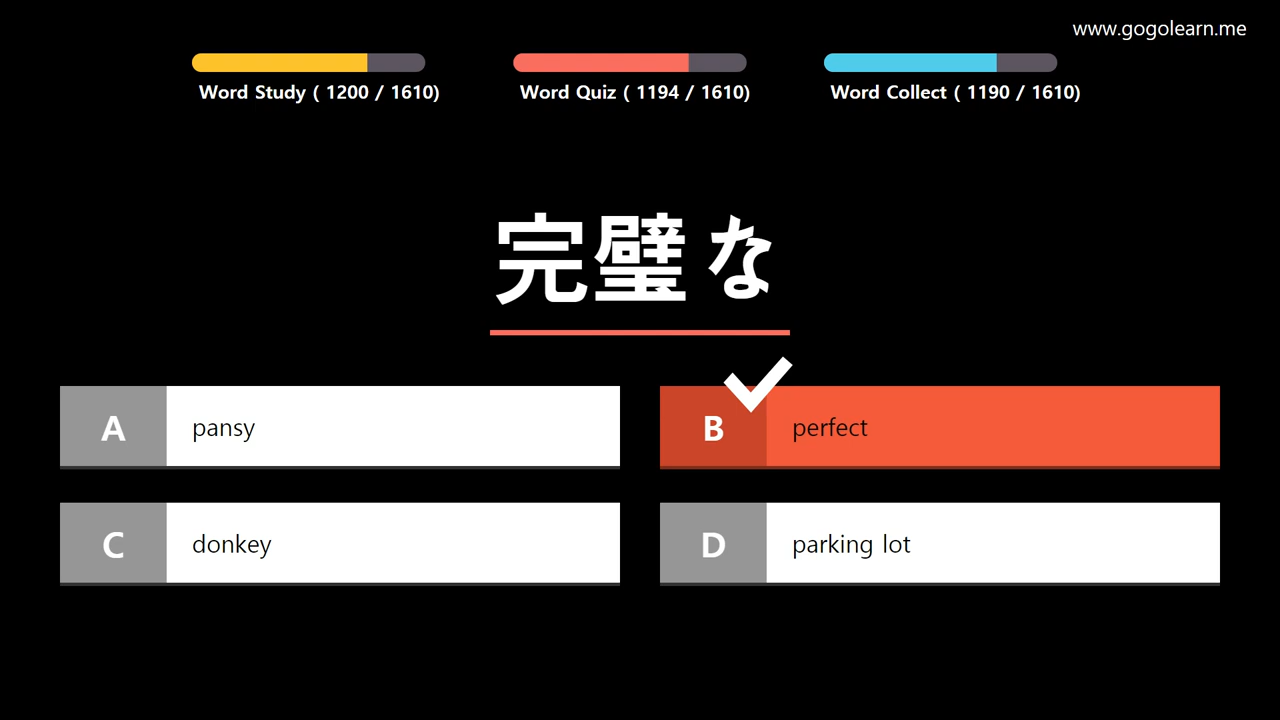 www.gogolearn.me
Word Study ( 1200 / 1610)
Word Quiz ( 1194 / 1610)
Word Collect ( 1190 / 1610)
完璧な
A pansy
B perfect
C donkey
D parking lot